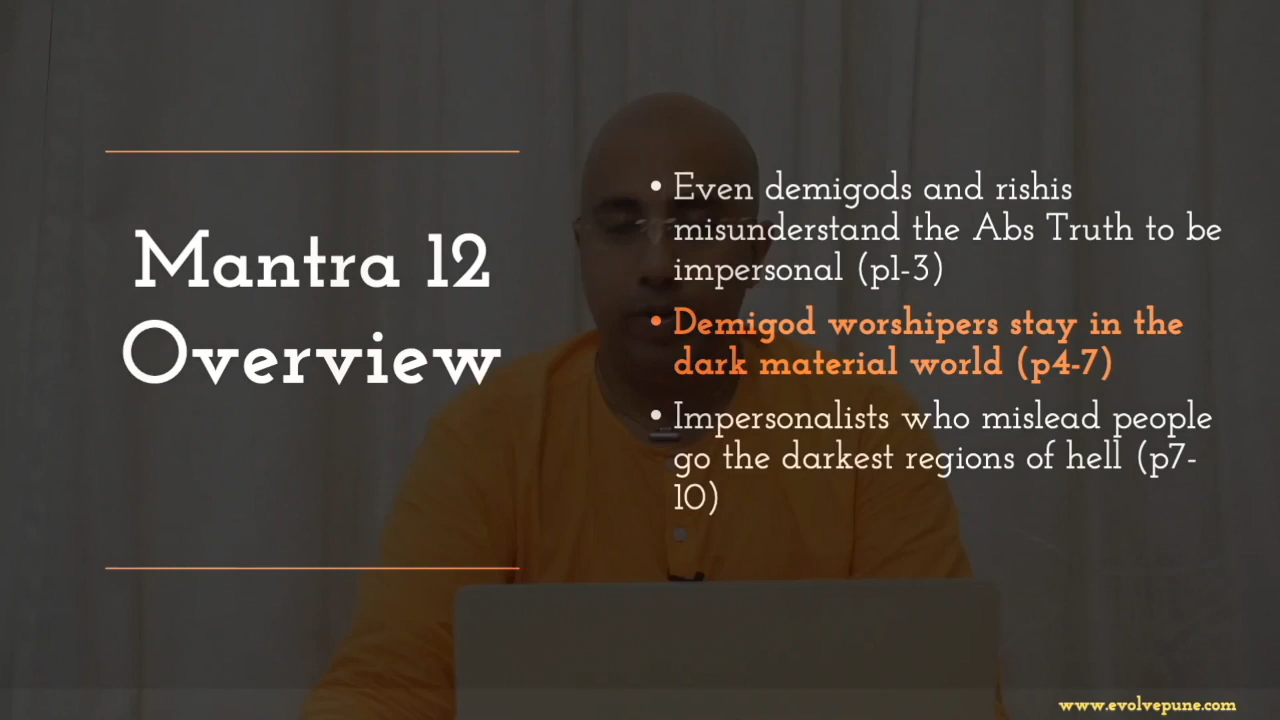 Mantra 12
Overview
• Even demigods and rishis
misunderstand the Abs Truth to be
impersonal (p1-3)
• Demigod worshipers stay in the
dark material world (p4-7)
• Impersonalists who mislead people
go the darkest regions of hell (p7-
10)
www.evolvepune.com